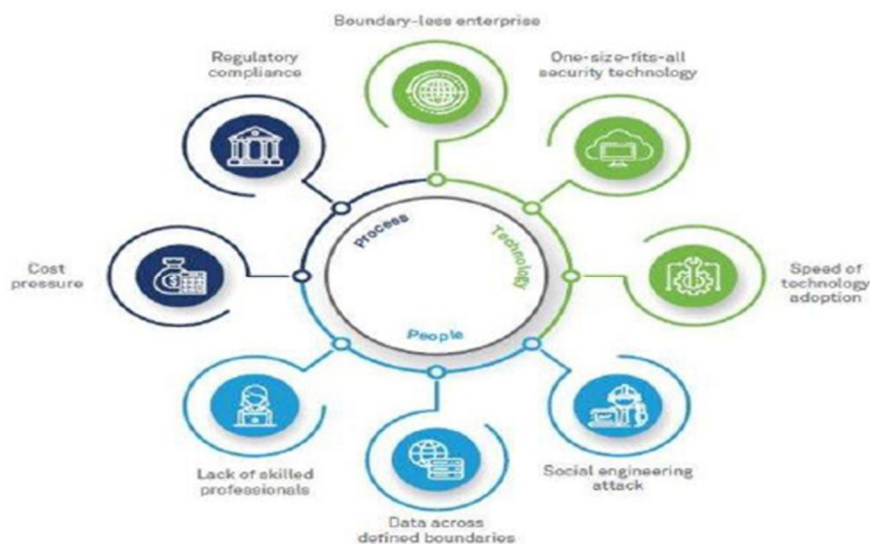 Boundary-less enterprise
Regulatory
compliance
One-size-fits-all
security technology
Process
Technology
People
Cost
pressure
Speed of
technology
adoption
Lack of skilled
professionals
Social engineering
attack
Data across
defined boundaries